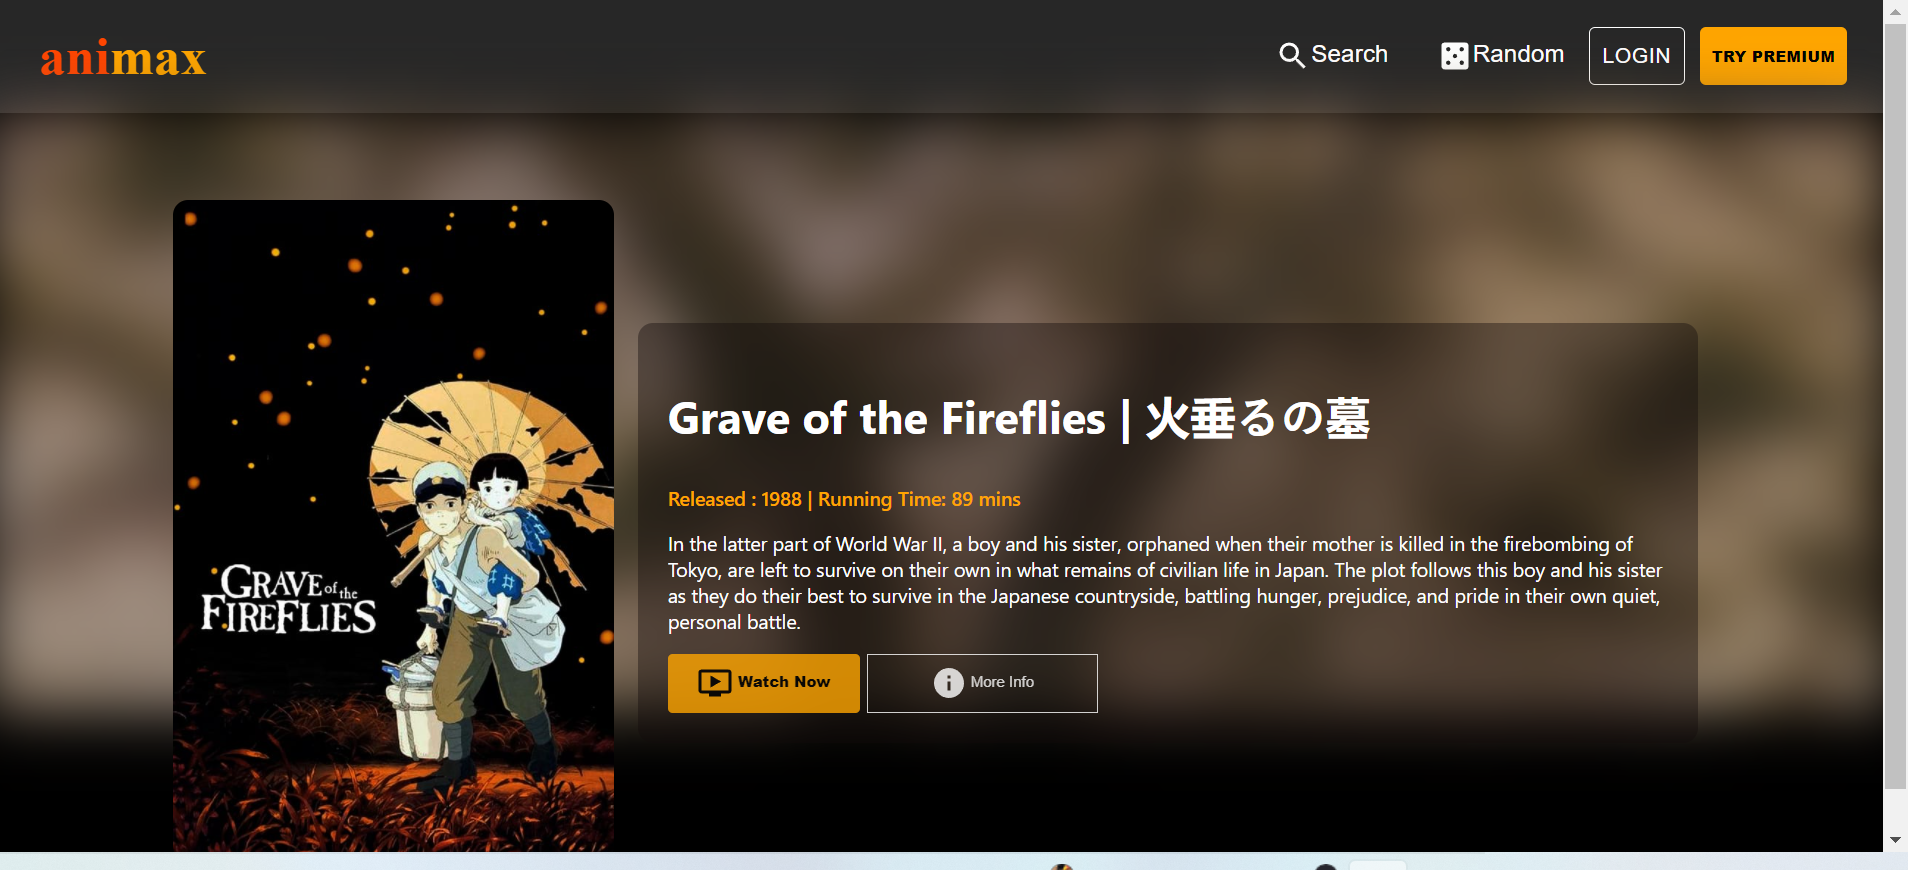 animax
Search
Random
LOGIN
TRY PREMIUM
GRAVE of the
FIREFLIES
Grave of the Fireflies | 火垂るの墓
Released : 1988 | Running Time: 89 mins
In the latter part of World War II, a boy and his sister, orphaned when their mother is killed in the firebombing of
Tokyo, are left to survive on their own in what remains of civilian life in Japan. The plot follows this boy and his sister
as they do their best to survive in the Japanese countryside, battling hunger, prejudice, and pride in their own quiet,
personal battle.
Watch Now
More Info